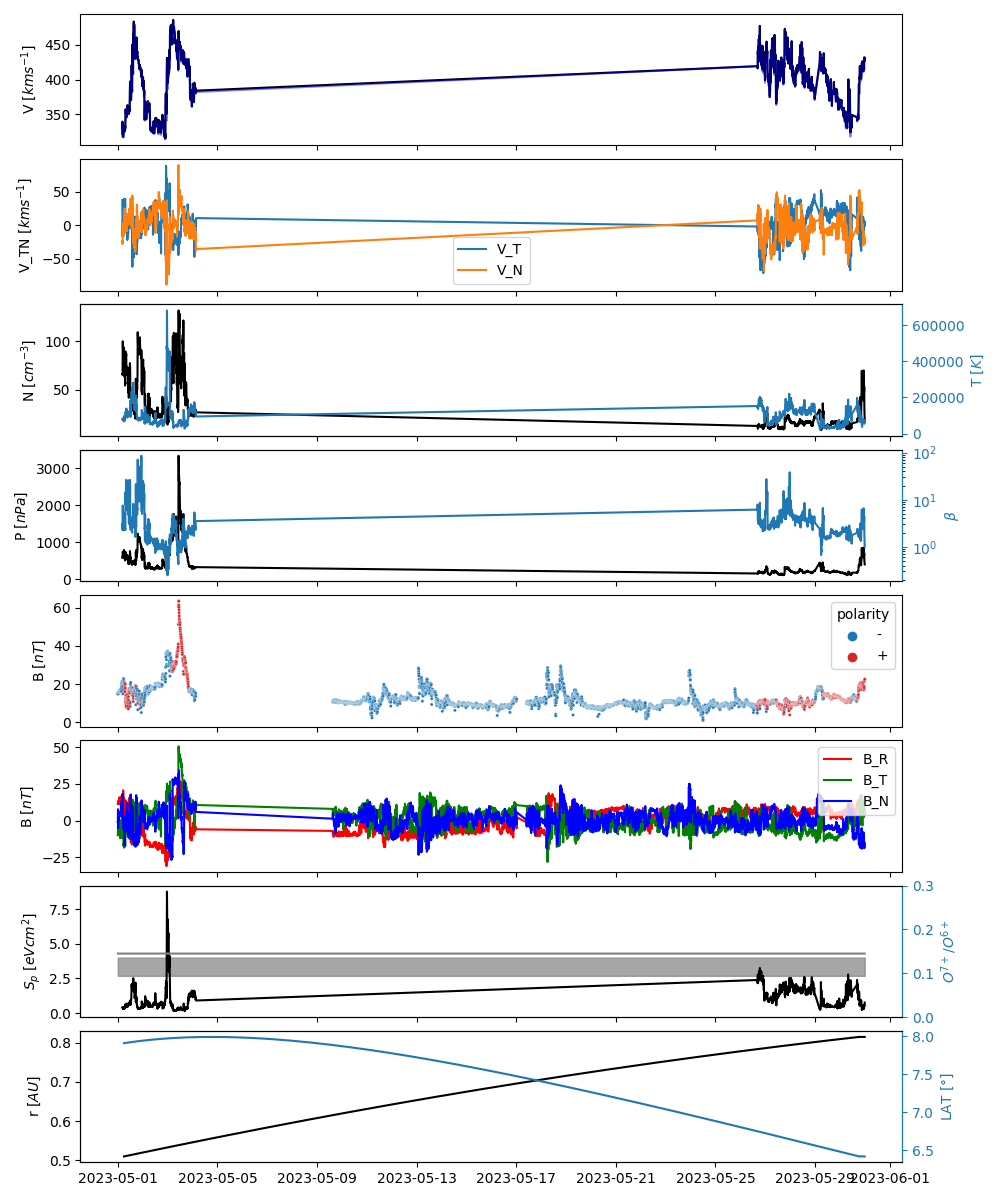 450
400
350
V [kms⁻¹]
50
0
−50
V_TN [kms⁻¹]
V_T
V_N
100
50
N [cm⁻³]
600000
400000
200000
0
T [K]
3000
2000
1000
0
P [nPa]
10²
10¹
10⁰
β
60
40
20
0
B [nT]
polarity
-
+
50
25
0
−25
B [nT]
B_R
B_T
B_N
7.5
5.0
2.5
0.0
Sₚ [eVcm²]
0.3
0.2
0.1
0.0
O⁷⁺/O⁶⁺
0.8
0.7
0.6
0.5
r [AU]
8.0
7.5
7.0
6.5
LAT [°]
2023-05-01 2023-05-05 2023-05-09 2023-05-13 2023-05-17 2023-05-21 2023-05-25 2023-05-29 2023-06-01